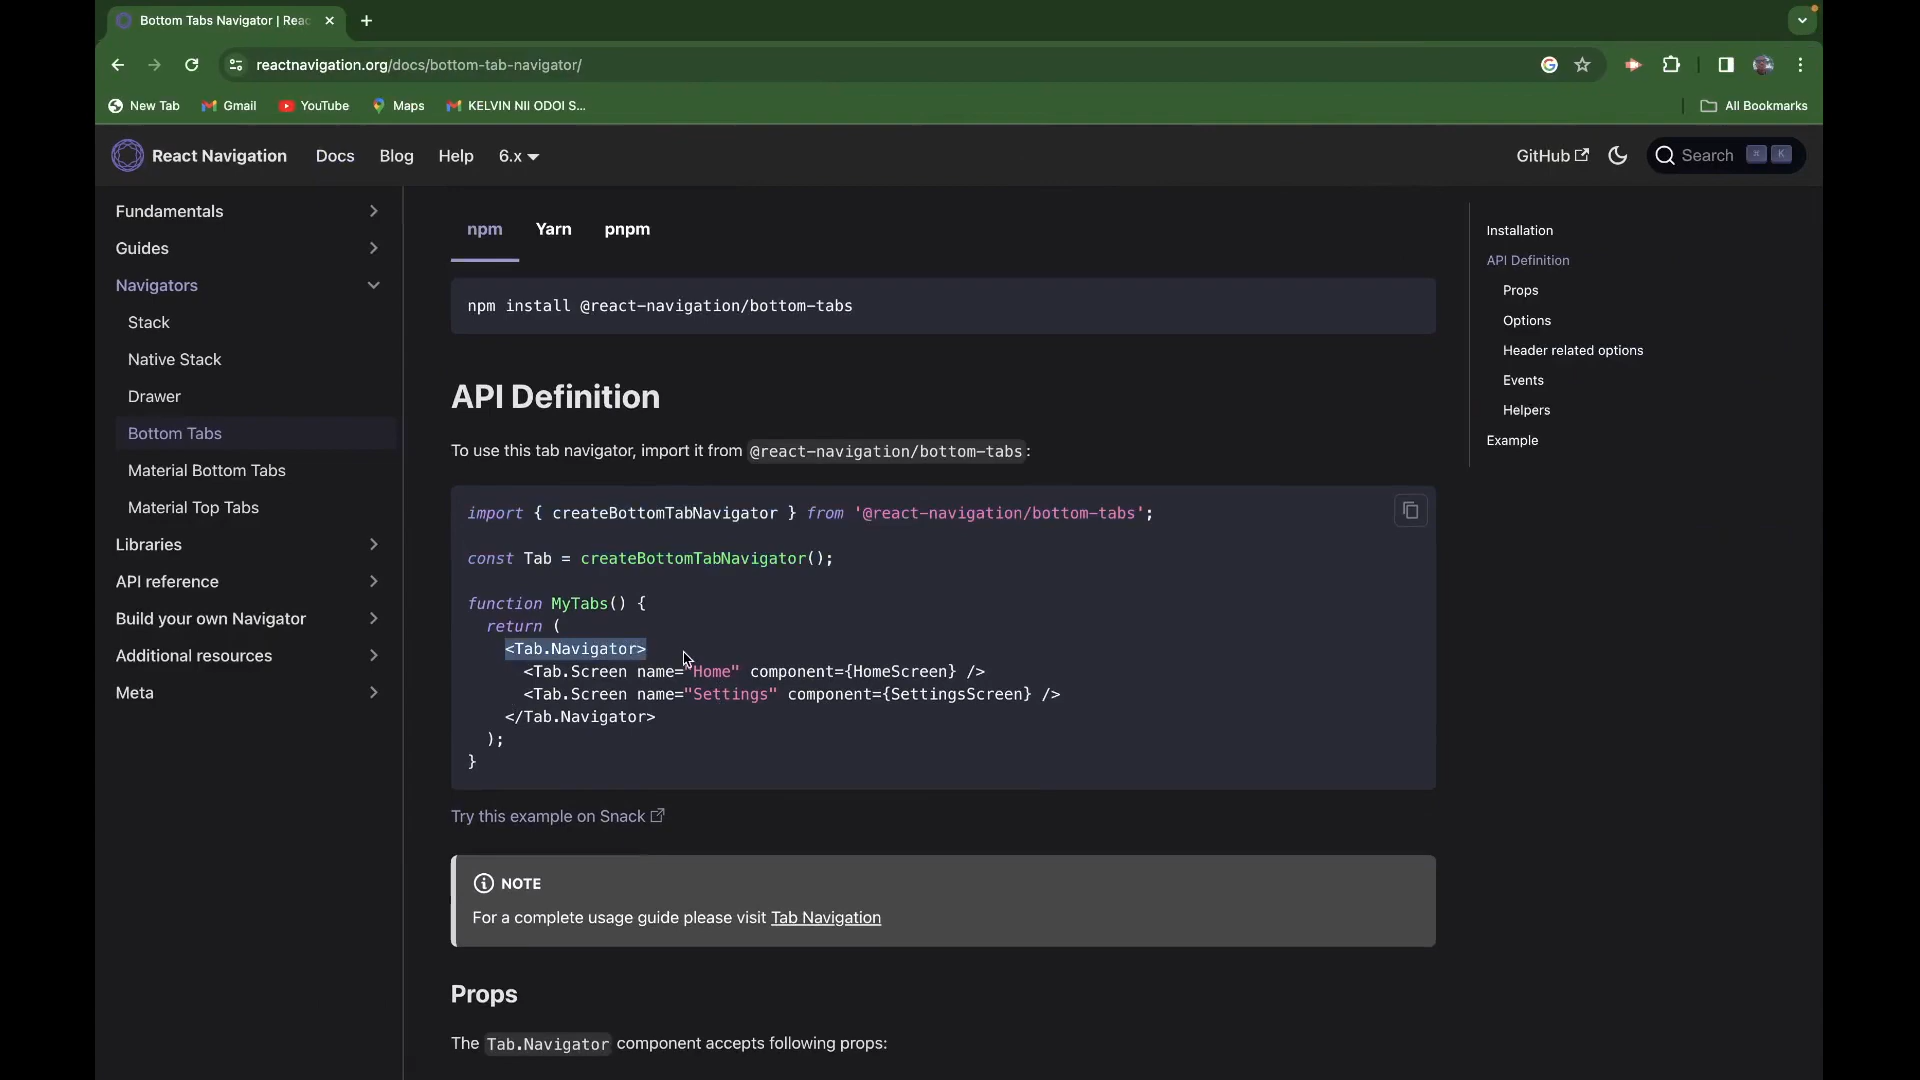 Bottom Tabs Navigator | Reac
reactnavigation.org/docs/bottom-tab-navigator/
New Tab
Gmail
YouTube
Maps
KELVIN NII ODOI S...
All Bookmarks
React Navigation
Docs
Blog
Help
6.x
GitHub
Search
⌘ K
Fundamentals
Guides
Navigators
Stack
Native Stack
Drawer
Bottom Tabs
Material Bottom Tabs
Material Top Tabs
Libraries
API reference
Build your own Navigator
Additional resources
Meta
npm
Yarn
pnpm
npm install @react-navigation/bottom-tabs
API Definition
To use this tab navigator, import it from @react-navigation/bottom-tabs:
import { createBottomTabNavigator } from '@react-navigation/bottom-tabs';
const Tab = createBottomTabNavigator();
function MyTabs() {
return (
<Tab.Navigator>
<Tab.Screen name="Home" component={HomeScreen} />
<Tab.Screen name="Settings" component={SettingsScreen} />
</Tab.Navigator>
);
}
Try this example on Snack
NOTE
For a complete usage guide please visit Tab Navigation
Props
The Tab.Navigator component accepts following props:
Installation
API Definition
Props
Options
Header related options
Events
Helpers
Example